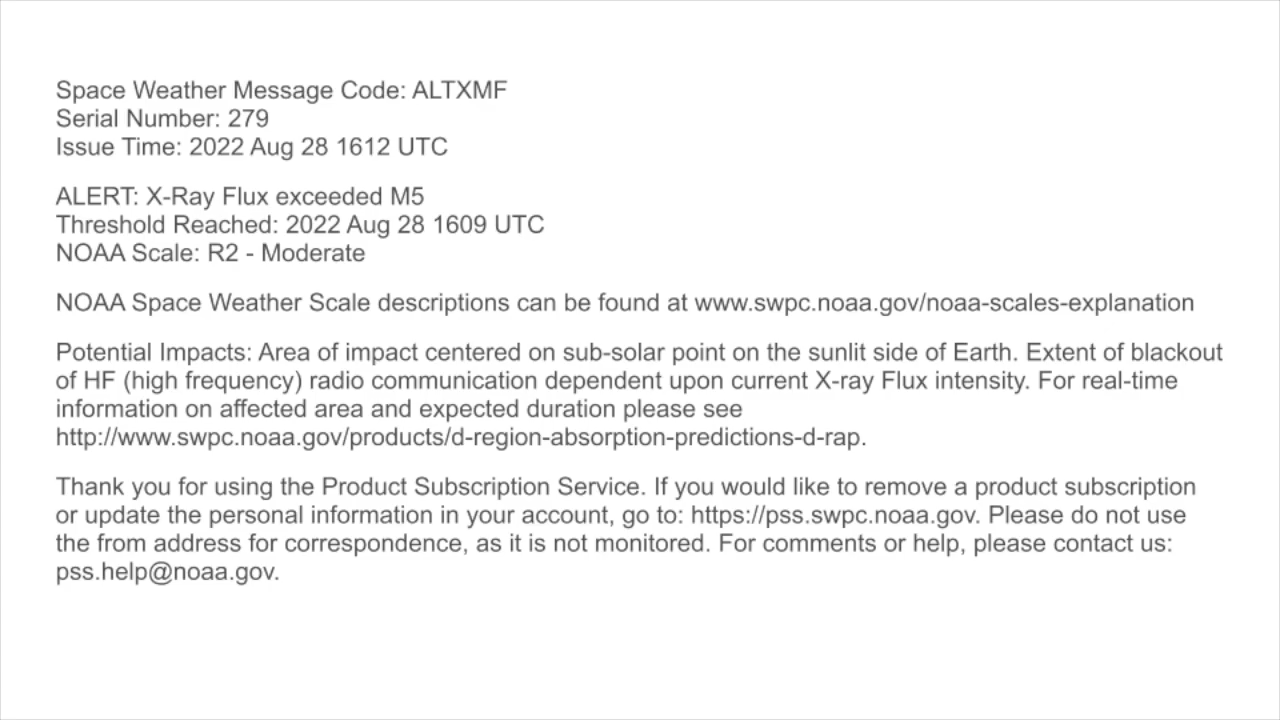 Space Weather Message Code: ALTXMF
Serial Number: 279
Issue Time: 2022 Aug 28 1612 UTC
ALERT: X-Ray Flux exceeded M5
Threshold Reached: 2022 Aug 28 1609 UTC
NOAA Scale: R2 - Moderate
NOAA Space Weather Scale descriptions can be found at www.swpc.noaa.gov/noaa-scales-explanation
Potential Impacts: Area of impact centered on sub-solar point on the sunlit side of Earth. Extent of blackout
of HF (high frequency) radio communication dependent upon current X-ray Flux intensity. For real-time
information on affected area and expected duration please see
http://www.swpc.noaa.gov/products/d-region-absorption-predictions-d-rap.
Thank you for using the Product Subscription Service. If you would like to remove a product subscription
or update the personal information in your account, go to: https://pss.swpc.noaa.gov. Please do not use
the from address for correspondence, as it is not monitored. For comments or help, please contact us:
pss.help@noaa.gov.